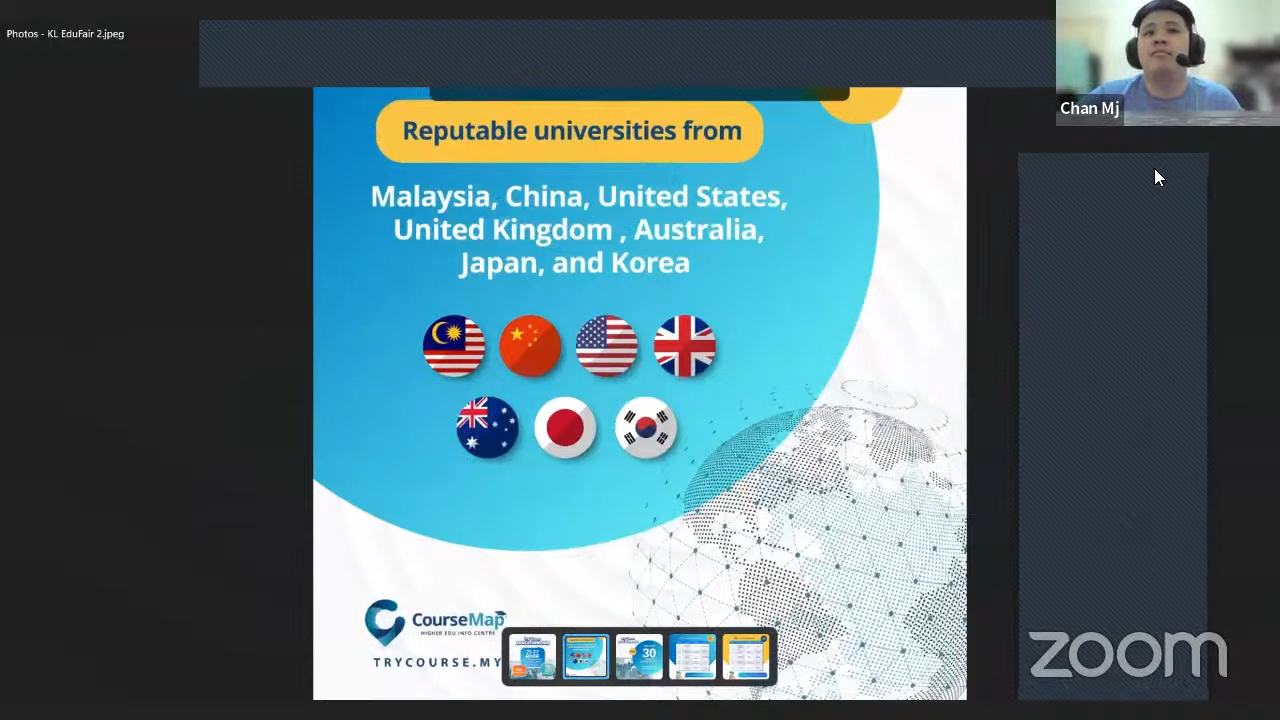 Photos - KL EduFair 2.jpeg
Chan Mj
Reputable universities from
Malaysia, China, United States,
United Kingdom , Australia,
Japan, and Korea
CourseMap
HIGHER EDU INFO CENTRE
TRYCOURSE.MY
30
zoom